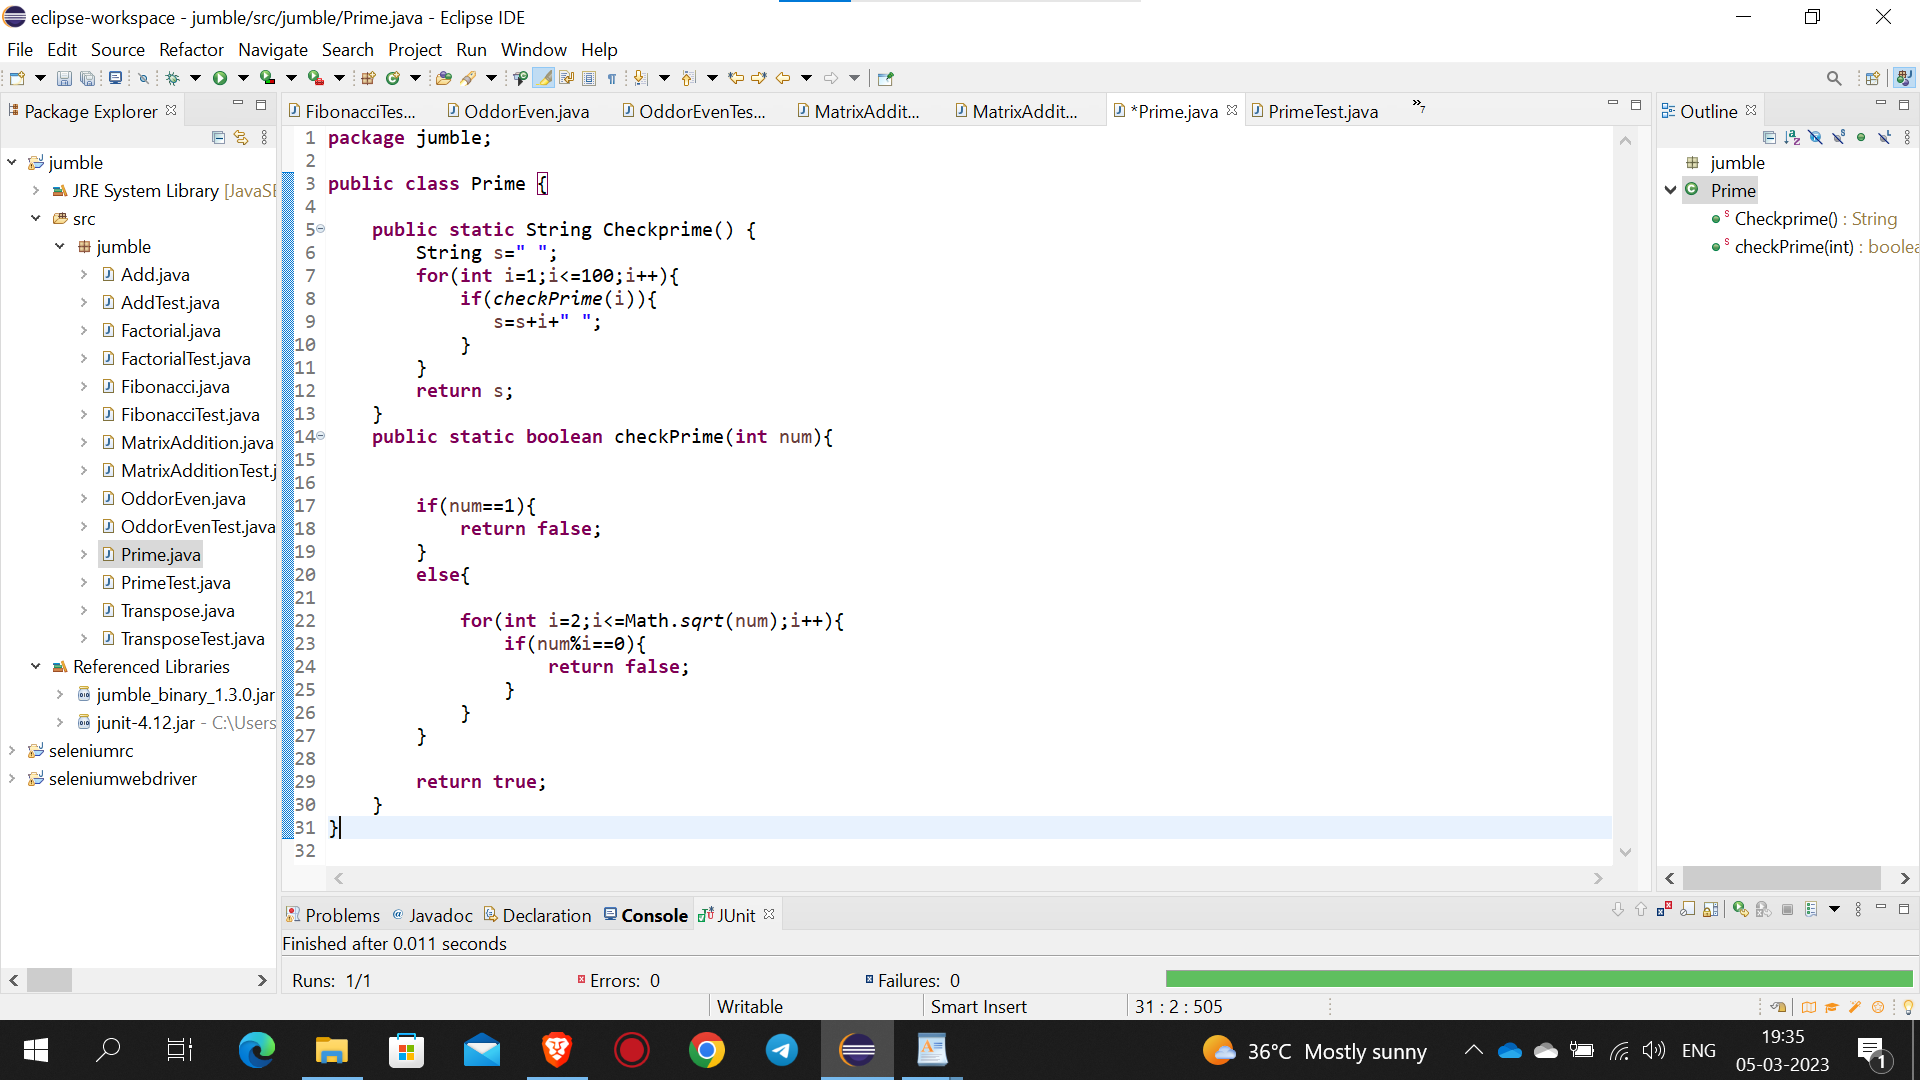 eclipse-workspace - jumble/src/jumble/Prime.java - Eclipse IDE
File Edit Source Refactor Navigate Search Project Run Window Help
Package Explorer
jumble
JRE System Library [JavaSE
src
jumble
Add.java
AddTest.java
Factorial.java
FactorialTest.java
Fibonacci.java
FibonacciTest.java
MatrixAddition.java
MatrixAdditionTest.j
OddorEven.java
OddorEvenTest.java
Prime.java
PrimeTest.java
Transpose.java
TransposeTest.java
Referenced Libraries
jumble_binary_1.3.0.jar
junit-4.12.jar - C:\Users
seleniumrc
seleniumwebdriver
FibonacciTes... OddorEven.java OddorEvenTes... MatrixAddit... MatrixAddit... *Prime.java PrimeTest.java »7
1 package jumble;
2
3 public class Prime {
4
5 public static String Checkprime() {
6 String s=" ";
7 for(int i=1;i<=100;i++){
8 if(checkPrime(i)){
9 s=s+i+" ";
10 }
11 }
12 return s;
13 }
14 public static boolean checkPrime(int num){
15
16
17 if(num==1){
18 return false;
19 }
20 else{
21
22 for(int i=2;i<=Math.sqrt(num);i++){
23 if(num%i==0){
24 return false;
25 }
26 }
27 }
28
29 return true;
30 }
31 }
32
Outline
jumble
Prime
Checkprime() : String
checkPrime(int) : boolea
Problems Javadoc Declaration Console JUnit
Finished after 0.011 seconds
Runs: 1/1 Errors: 0 Failures: 0
Writable Smart Insert 31 : 2 : 505
36°C Mostly sunny ENG 19:35
05-03-2023
1